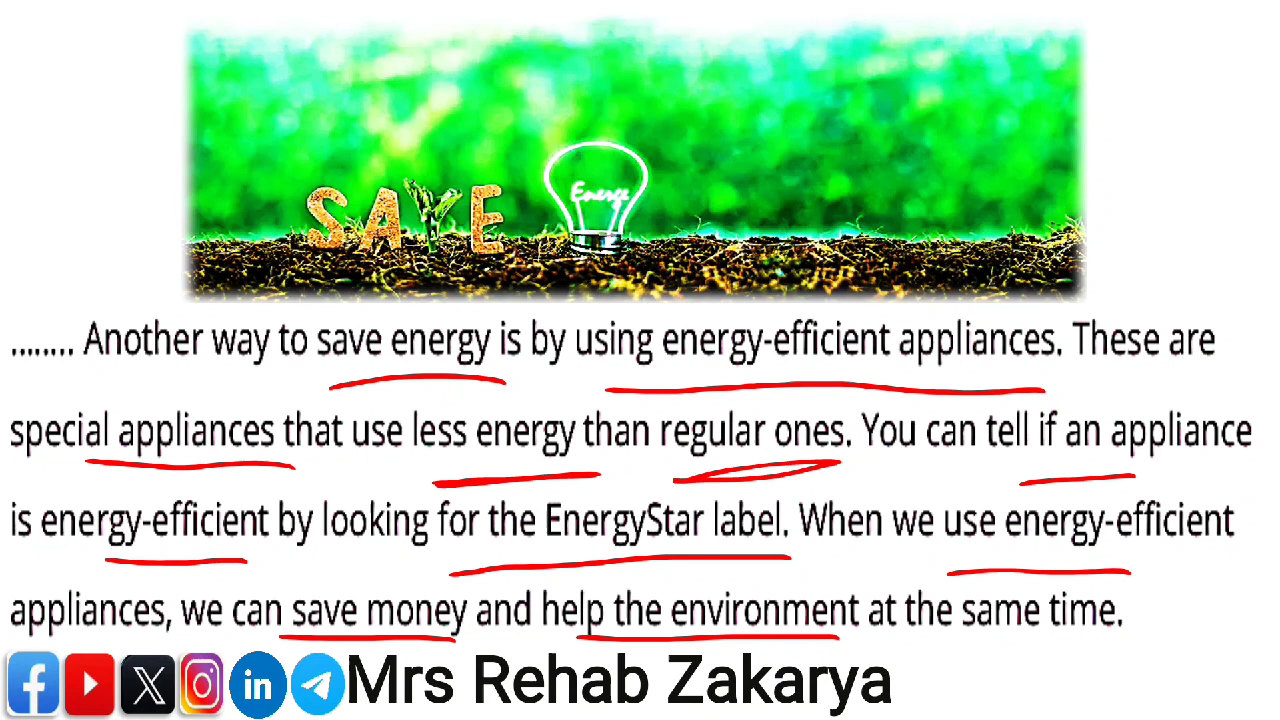 SAVE
Energe
........ Another way to save energy is by using energy-efficient appliances. These are
special appliances that use less energy than regular ones. You can tell if an appliance
is energy-efficient by looking for the EnergyStar label. When we use energy-efficient
appliances, we can save money and help the environment at the same time.
Mrs Rehab Zakarya